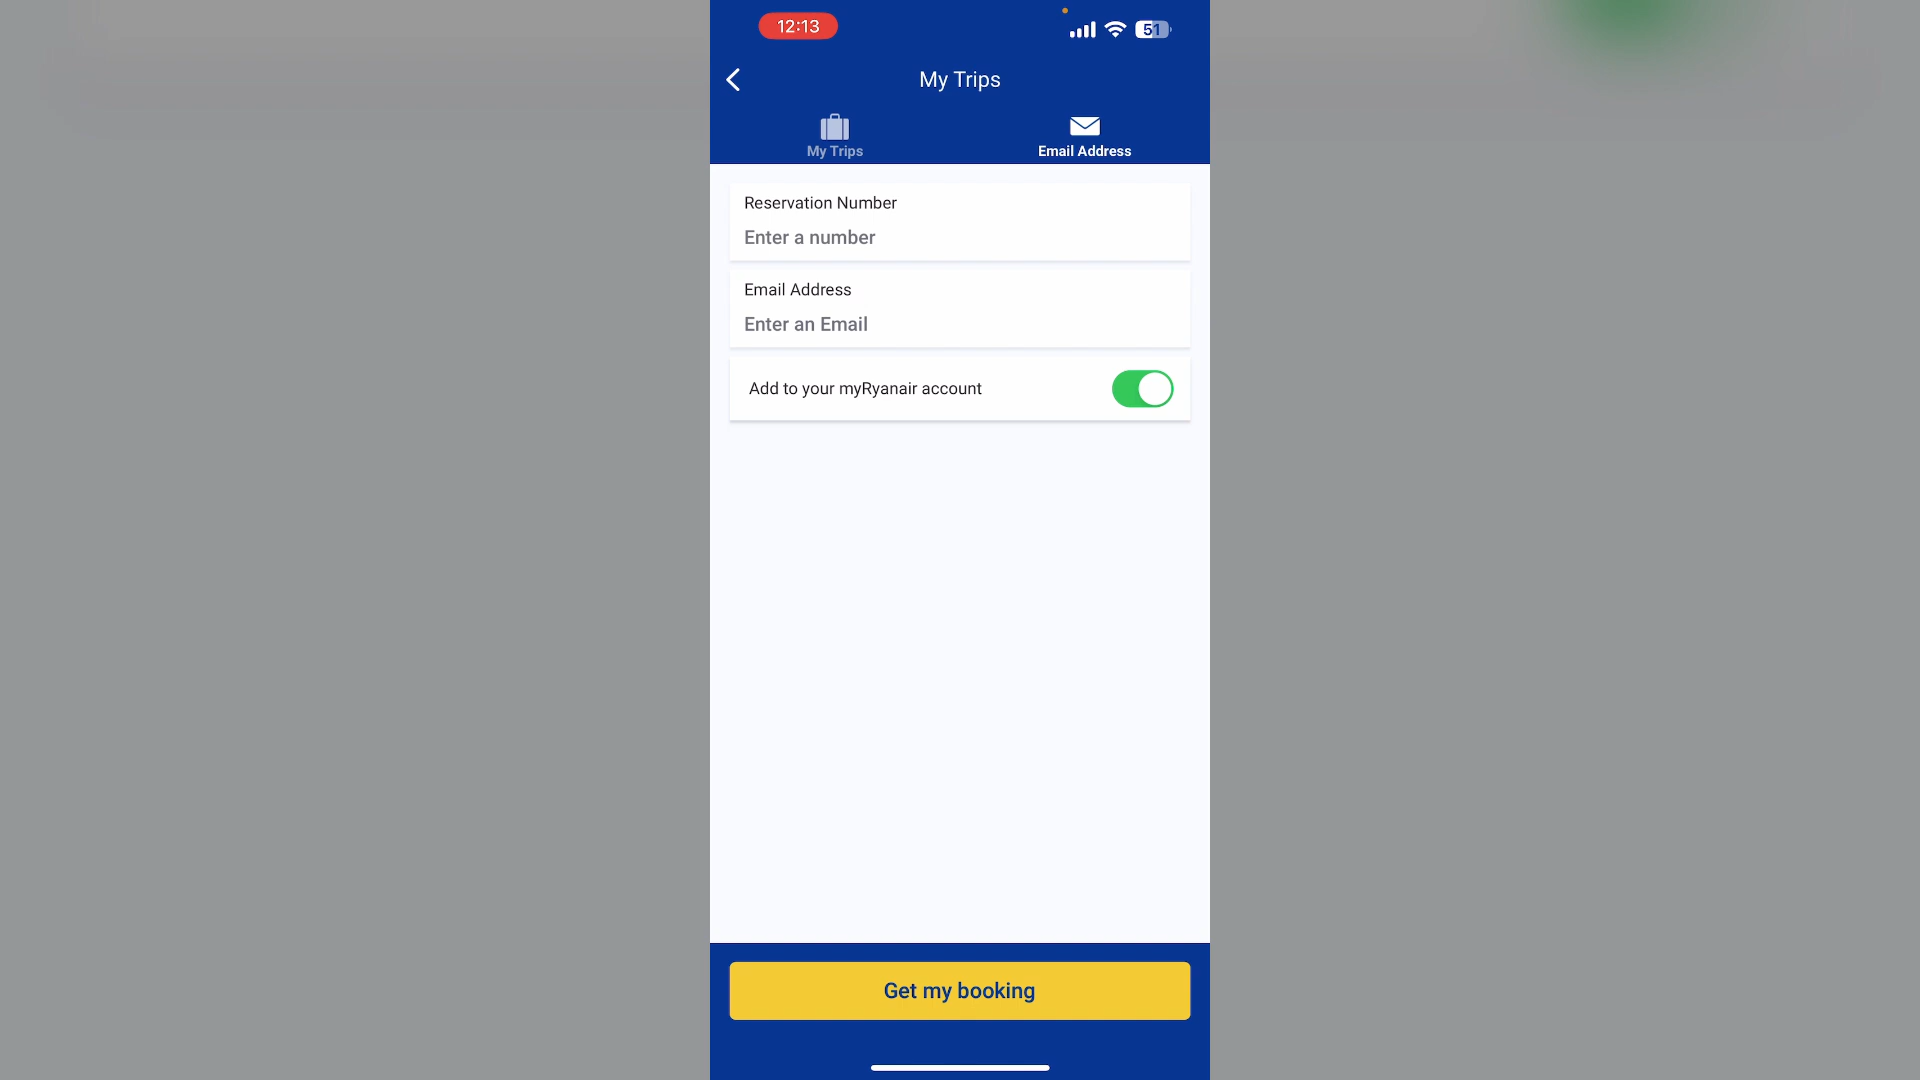 12:13
51
My Trips
My Trips
Email Address
Reservation Number
Enter a number
Email Address
Enter an Email
Add to your myRyanair account
Get my booking